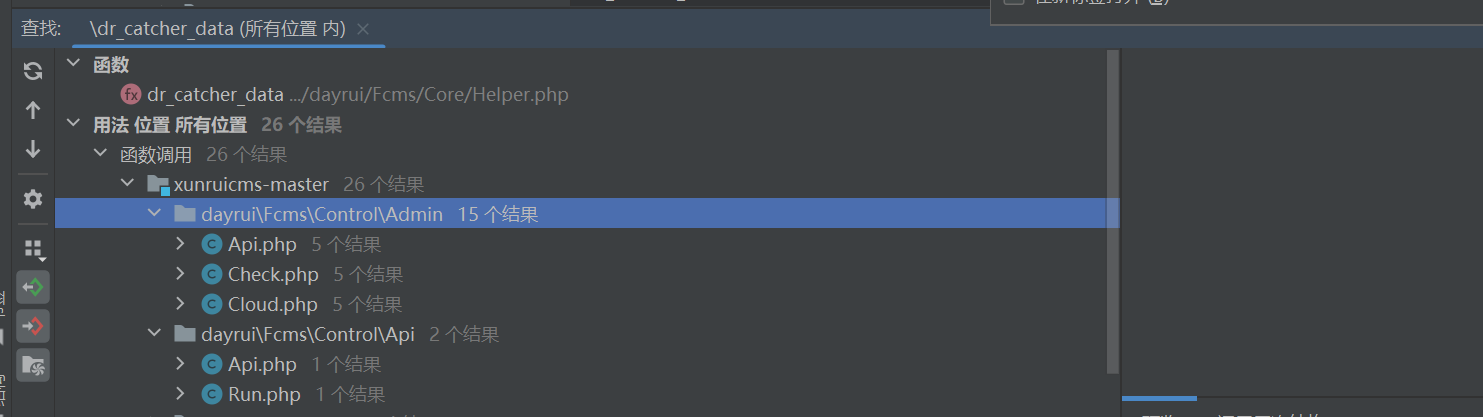 查找: \dr_catcher_data (所有位置 内)
函数
dr_catcher_data .../dayrui/Fcms/Core/Helper.php
用法 位置 所有位置 26 个结果
函数调用 26 个结果
xunruicms-master 26 个结果
dayrui\Fcms\Control\Admin 15 个结果
Api.php 5 个结果
Check.php 5 个结果
Cloud.php 5 个结果
dayrui\Fcms\Control\Api 2 个结果
Api.php 1 个结果
Run.php 1 个结果